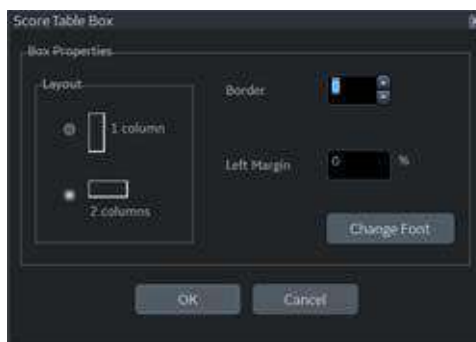 Score Table Box
Box Properties
Layout
1 column
2 columns
Border
0
Left Margin
0
%
Change Font
OK
Cancel